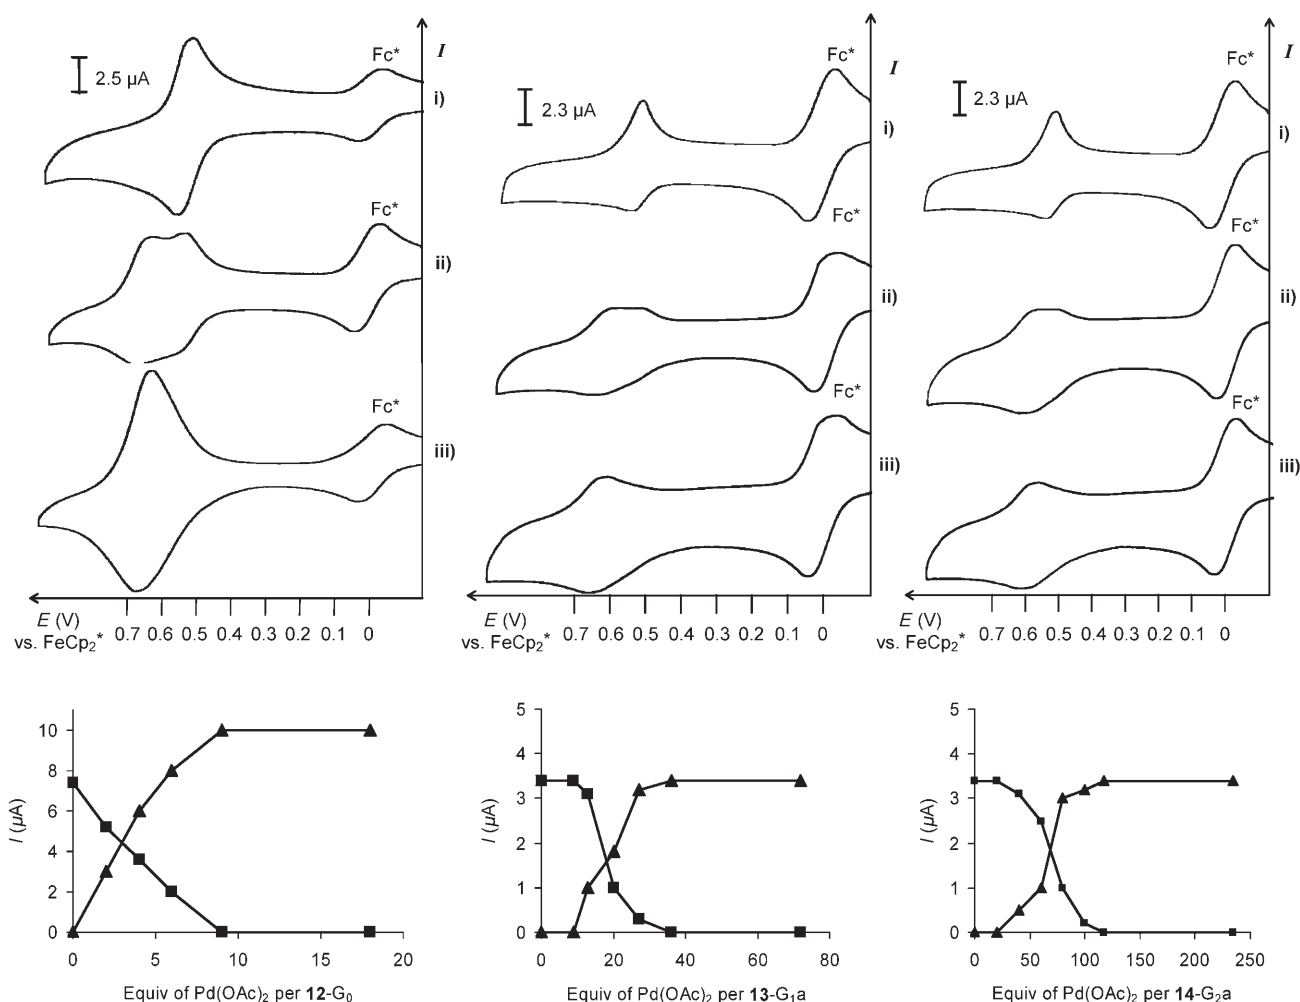 I
Fc*
2.5 µA
i)
Fc*
ii)
Fc*
iii)
E (V)
vs. FeCp₂*
0.7 0.6 0.5 0.4 0.3 0.2 0.1 0
Fc*
I
2.3 µA
i)
Fc*
ii)
Fc*
iii)
E (V)
vs. FeCp₂*
0.7 0.6 0.5 0.4 0.3 0.2 0.1 0
I
Fc*
2.3 µA
i)
Fc*
ii)
Fc*
iii)
E (V)
vs. FeCp₂*
0.7 0.6 0.5 0.4 0.3 0.2 0.1 0
10
8
6
4
2
0
I (µA)
0 5 10 15 20
Equiv of Pd(OAc)₂ per 12-G₀
5
4
3
2
1
0
I (µA)
0 20 40 60 80
Equiv of Pd(OAc)₂ per 13-G₁a
5
4
3
2
1
0
I (µA)
0 50 100 150 200 250
Equiv of Pd(OAc)₂ per 14-G₂a